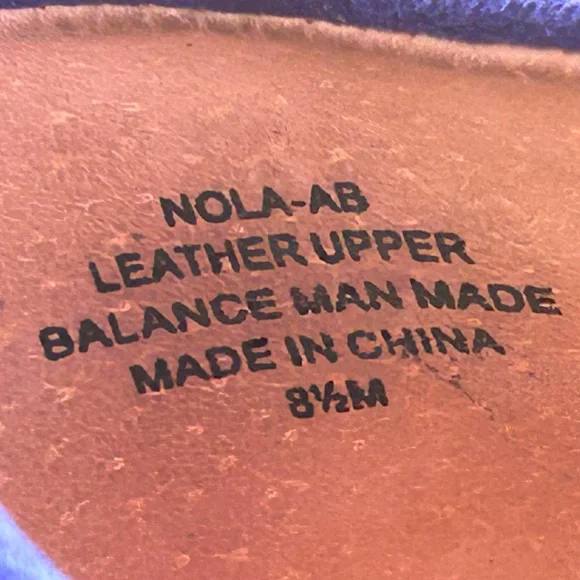 NOLA-AB
LEATHER UPPER
BALANCE MAN MADE
MADE IN CHINA
8½M